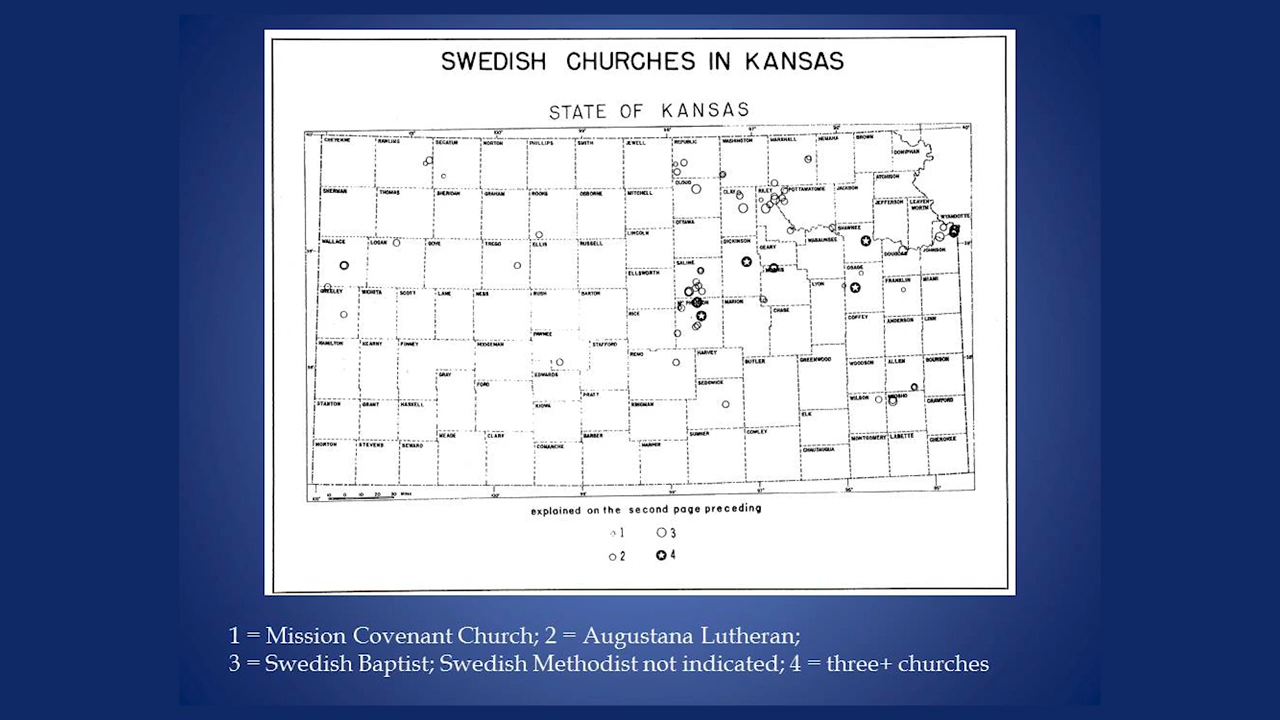 SWEDISH CHURCHES IN KANSAS
STATE OF KANSAS
CHEYENNE RAWLINS DECATUR NORTON PHILLIPS SMITH JEWELL REPUBLIC WASHINGTON MARSHALL NEMAHA BROWN
DONIPHAN
ATCHISON
SHERMAN THOMAS SHERIDAN GRAHAM ROOKS OSBORNE MITCHELL CLOUD CLAY RILEY POTTAWATOMIE JACKSON
JEFFERSON LEAVEN WORTH
WYANDOTTE
OTTAWA
LINCOLN SHAWNEE
WALLACE LOGAN GOVE TREGO ELLIS RUSSELL DICKINSON GEARY WABAUNSEE DOUGLAS JOHNSON
ELLSWORTH SALINE MORRIS OSAGE
LYON FRANKLIN MIAMI
GREELEY WICHITA SCOTT LANE NESS RUSH BARTON
RICE McPHERSON MARION CHASE COFFEY ANDERSON LINN
PAWNEE
HAMILTON KEARNY FINNEY HODGEMAN STAFFORD
RENO HARVEY BUTLER GREENWOOD WOODSON ALLEN BOURBON
GRAY FORD EDWARDS SEDGWICK
PRATT
STANTON GRANT HASKELL KIOWA KINGMAN WILSON NEOSHO CRAWFORD
ELK
MORTON STEVENS SEWARD MEADE CLARK COMANCHE BARBER HARPER SUMNER COWLEY CHAUTAUQUA MONTGOMERY LABETTE CHEROKEE
explained on the second page preceding
1 3
2 4
1 = Mission Covenant Church; 2 = Augustana Lutheran;
3 = Swedish Baptist; Swedish Methodist not indicated; 4 = three+ churches